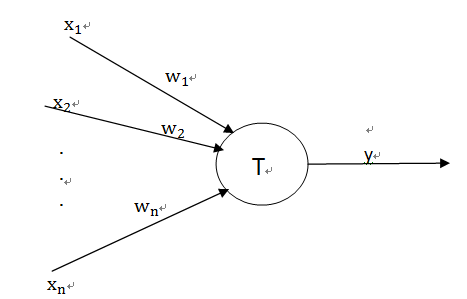 x₁
w₁
x₂
w₂
y
T
.
.
.
wₙ
xₙ